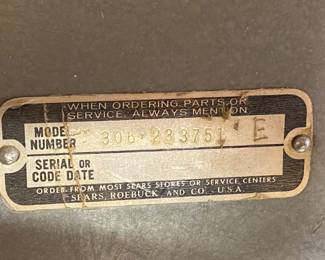 WHEN ORDERING PARTS OR
SERVICE, ALWAYS MENTION
MODEL
NUMBER 306·233751
SERIAL OR
CODE DATE
ORDER FROM MOST SEARS STORES OR SERVICE CENTERS
SEARS, ROEBUCK AND CO. - U.S.A.